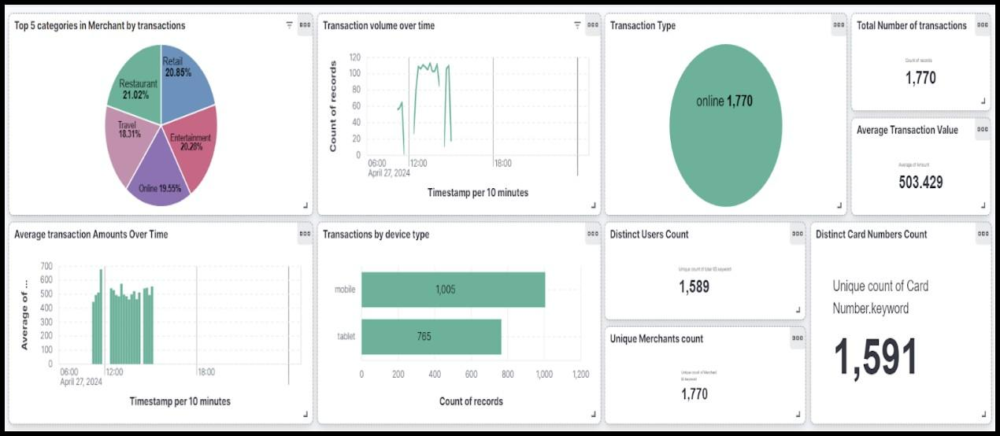 Top 5 categories in Merchant by transactions
Retail
20.85%
Restaurant
21.02%
Travel
18.31%
Entertainment
20.26%
Online 19.55%
Transaction volume over time
Count of records
120
100
80
60
40
20
0
06:00
12:00
18:00
April 27, 2024
Timestamp per 10 minutes
Transaction Type
online 1,770
Total Number of transactions
Count of records
1,770
Average Transaction Value
Average of Amount
503.429
Average transaction Amounts Over Time
Average of ...
700
600
500
400
300
200
100
0
06:00
12:00
18:00
April 27, 2024
Timestamp per 10 minutes
Transactions by device type
mobile
1,005
tablet
765
0 200 400 600 800 1,000 1,200
Count of records
Distinct Users Count
Unique count of User ID.keyword
1,589
Unique Merchants count
Unique count of Merchant
ID.keyword
1,770
Distinct Card Numbers Count
Unique count of Card
Number.keyword
1,591